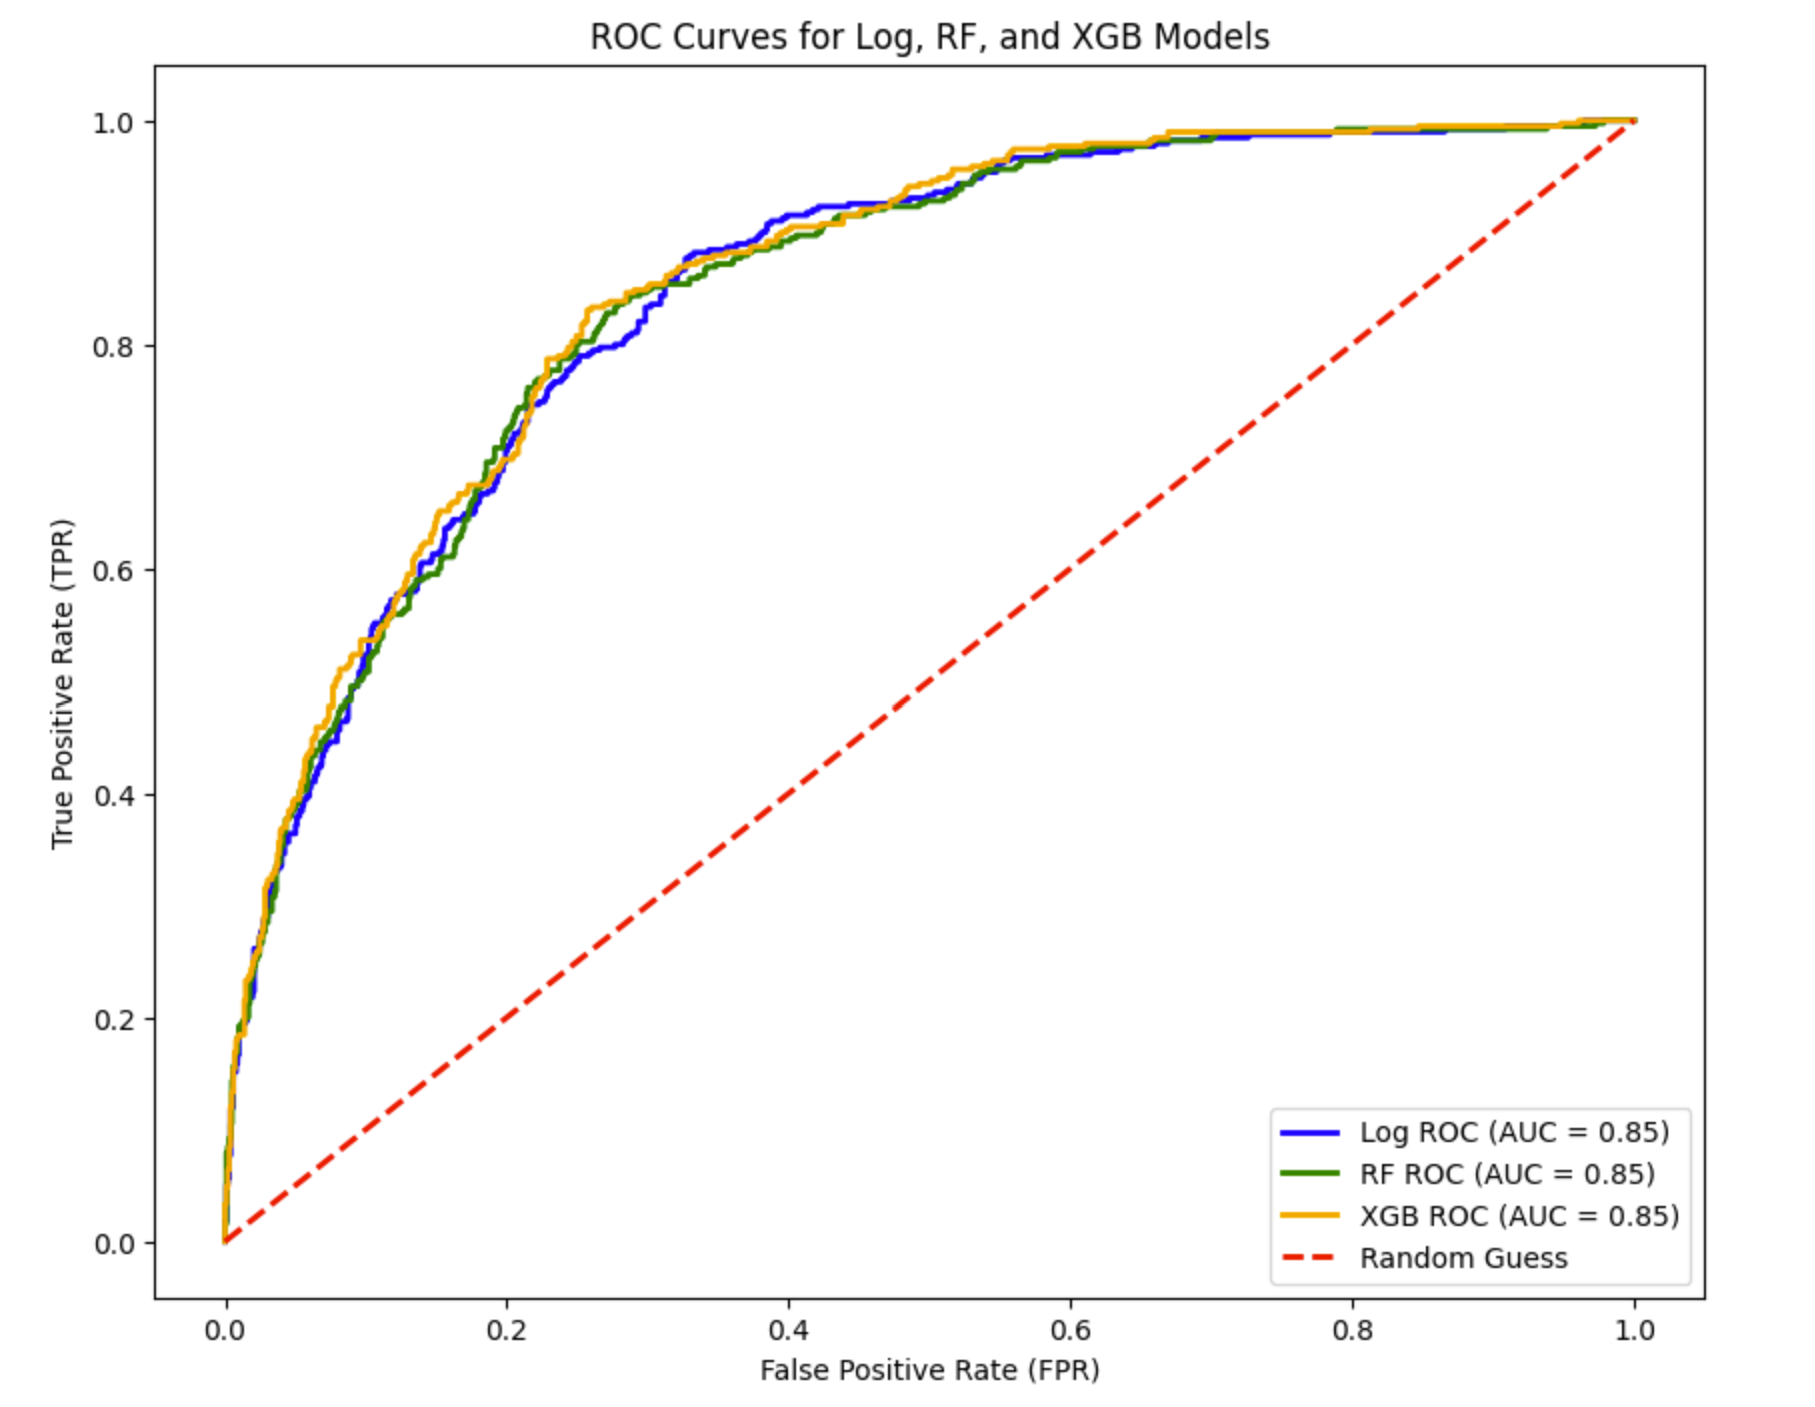 ROC Curves for Log, RF, and XGB Models
True Positive Rate (TPR)
1.0
0.8
0.6
0.4
0.2
0.0
0.0 0.2 0.4 0.6 0.8 1.0
False Positive Rate (FPR)
Log ROC (AUC = 0.85)
RF ROC (AUC = 0.85)
XGB ROC (AUC = 0.85)
Random Guess